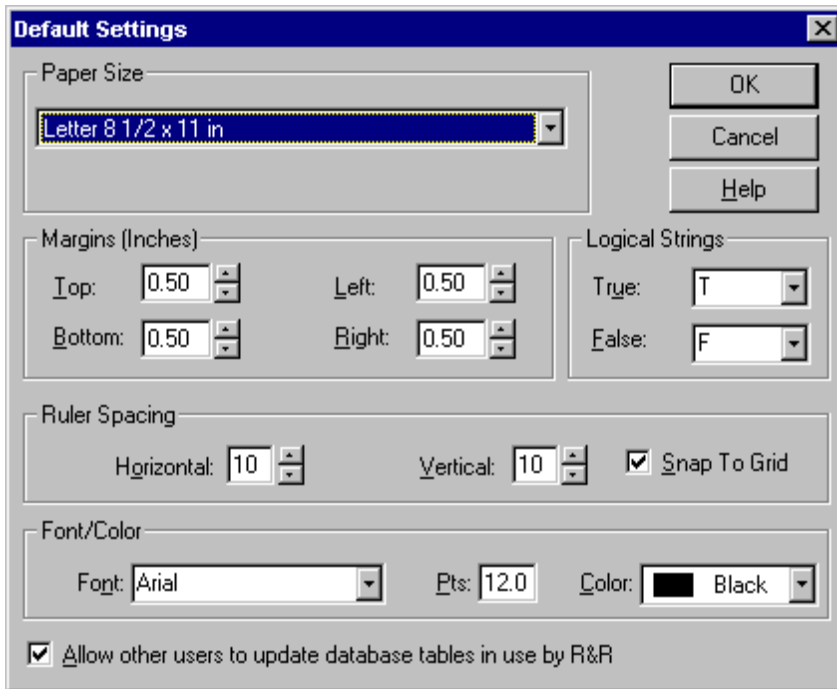 Default Settings
Paper Size
Letter 8 1/2 x 11 in
OK
Cancel
Help
Margins (Inches)
Top: 0.50 Left: 0.50
Bottom: 0.50 Right: 0.50
Logical Strings
True: T
False: F
Ruler Spacing
Horizontal: 10 Vertical: 10 Snap To Grid
Font/Color
Font: Arial Pts: 12.0 Color: Black
Allow other users to update database tables in use by R&R